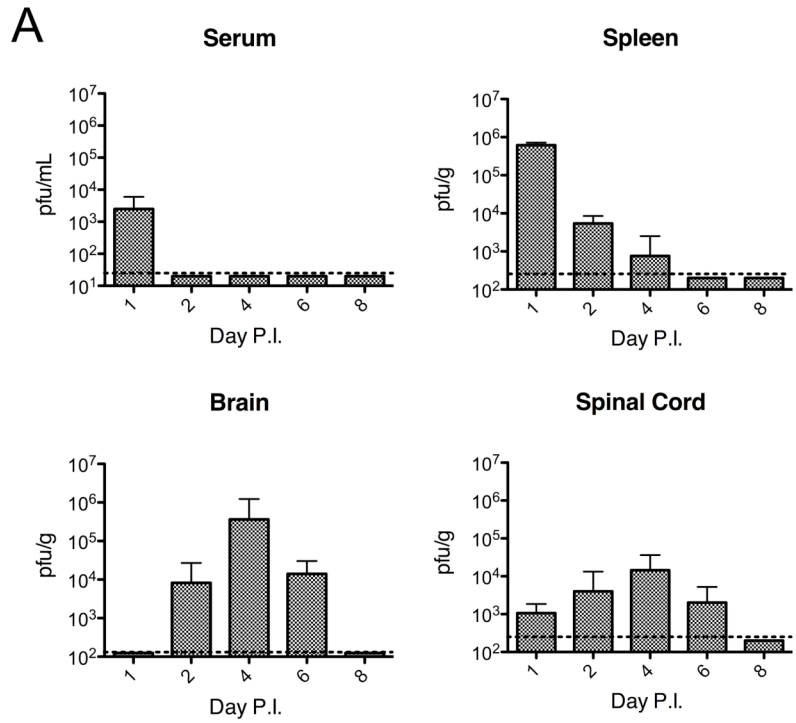 A
Serum
pfu/mL
10⁷
10⁶
10⁵
10⁴
10³
10²
10¹
1 2 4 6 8
Day P.I.
Spleen
pfu/g
10⁷
10⁶
10⁵
10⁴
10³
10²
1 2 4 6 8
Day P.I.
Brain
pfu/g
10⁷
10⁶
10⁵
10⁴
10³
10²
1 2 4 6 8
Day P.I.
Spinal Cord
pfu/g
10⁷
10⁶
10⁵
10⁴
10³
10²
1 2 4 6 8
Day P.I.